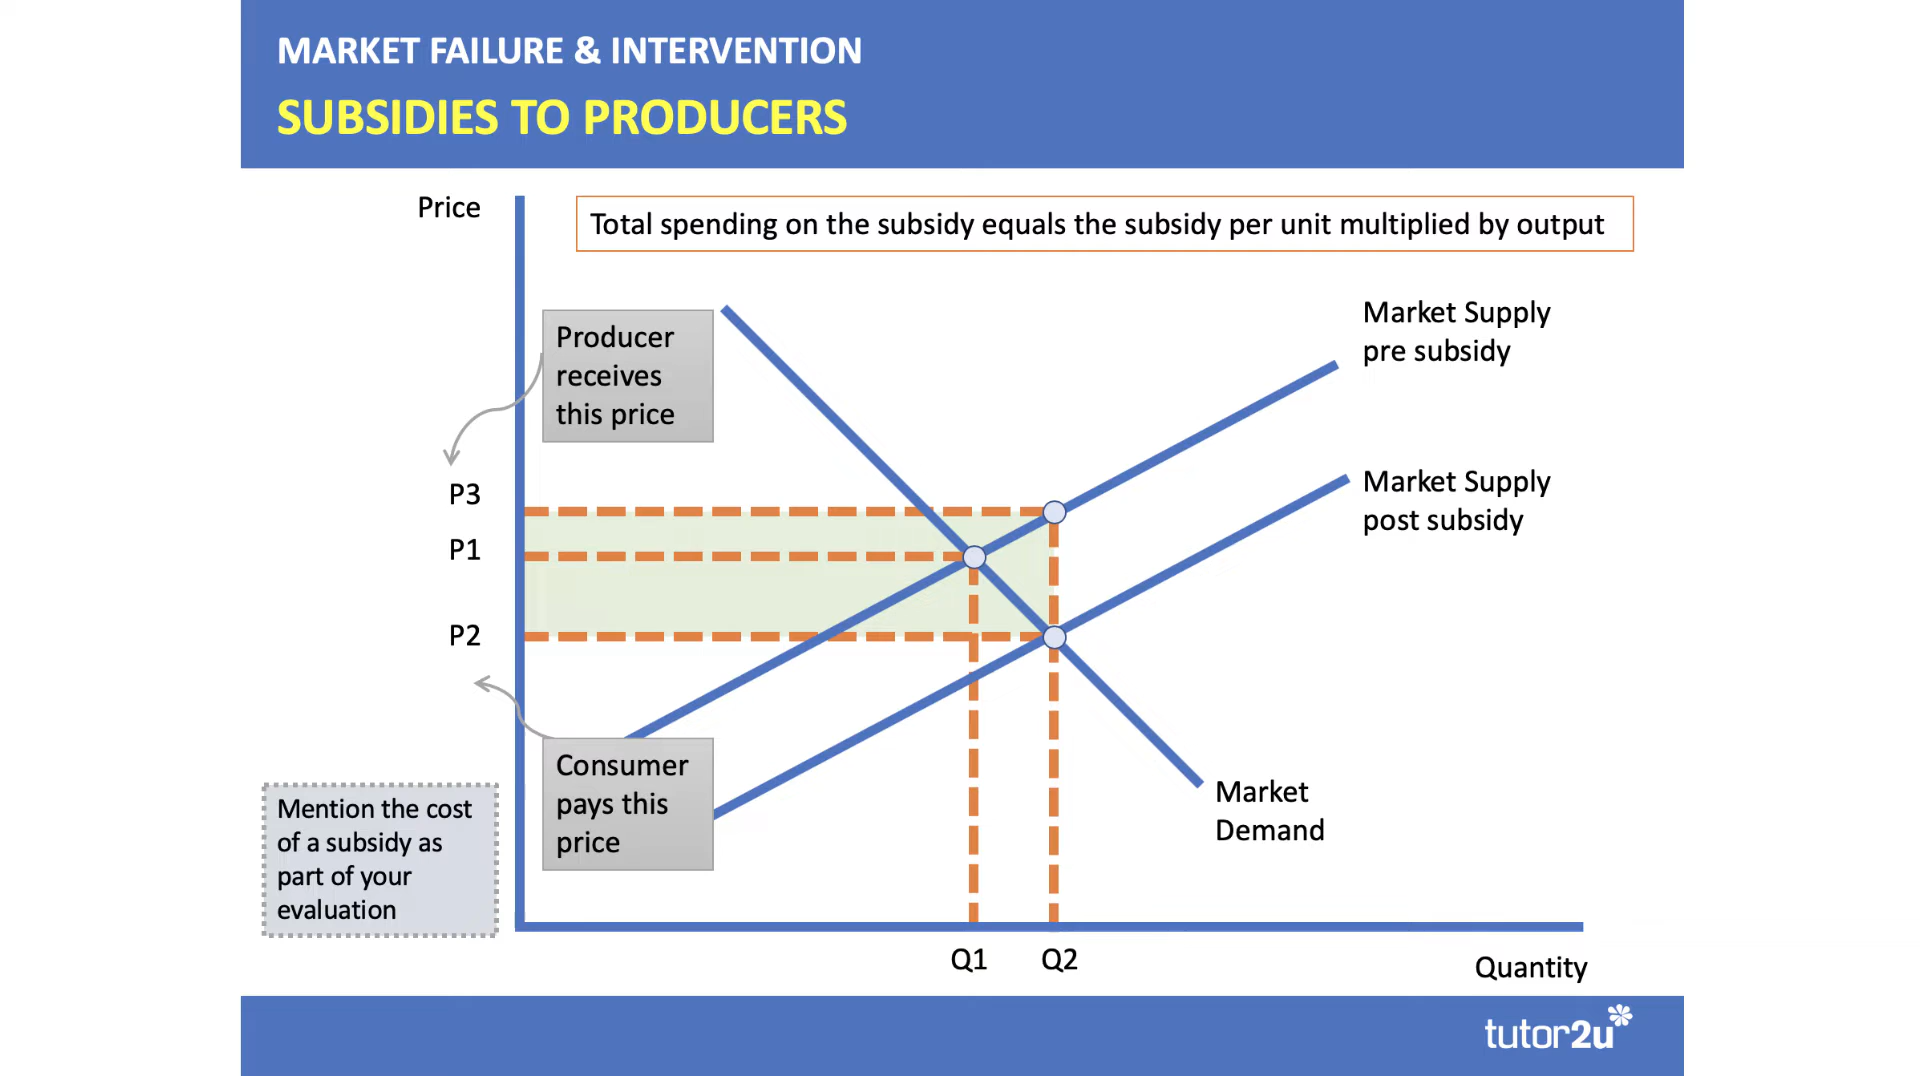 MARKET FAILURE & INTERVENTION
SUBSIDIES TO PRODUCERS
Price
Total spending on the subsidy equals the subsidy per unit multiplied by output
Producer
receives
this price
Market Supply
pre subsidy
P3
Market Supply
post subsidy
P1
P2
Consumer
pays this
price
Market
Demand
Mention the cost
of a subsidy as
part of your
evaluation
Q1
Q2
Quantity
tutor2u